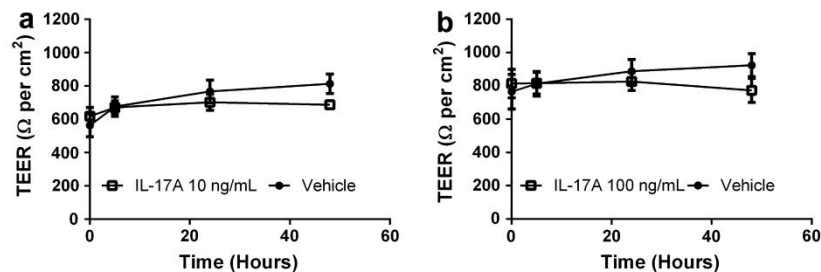 a
1200
1000
800
600
400
200
0
TEER (Ω per cm²)
IL-17A 10 ng/mL Vehicle
0 20 40 60
Time (Hours)
b
1200
1000
800
600
400
200
0
TEER (Ω per cm²)
IL-17A 100 ng/mL Vehicle
0 20 40 60
Time (Hours)